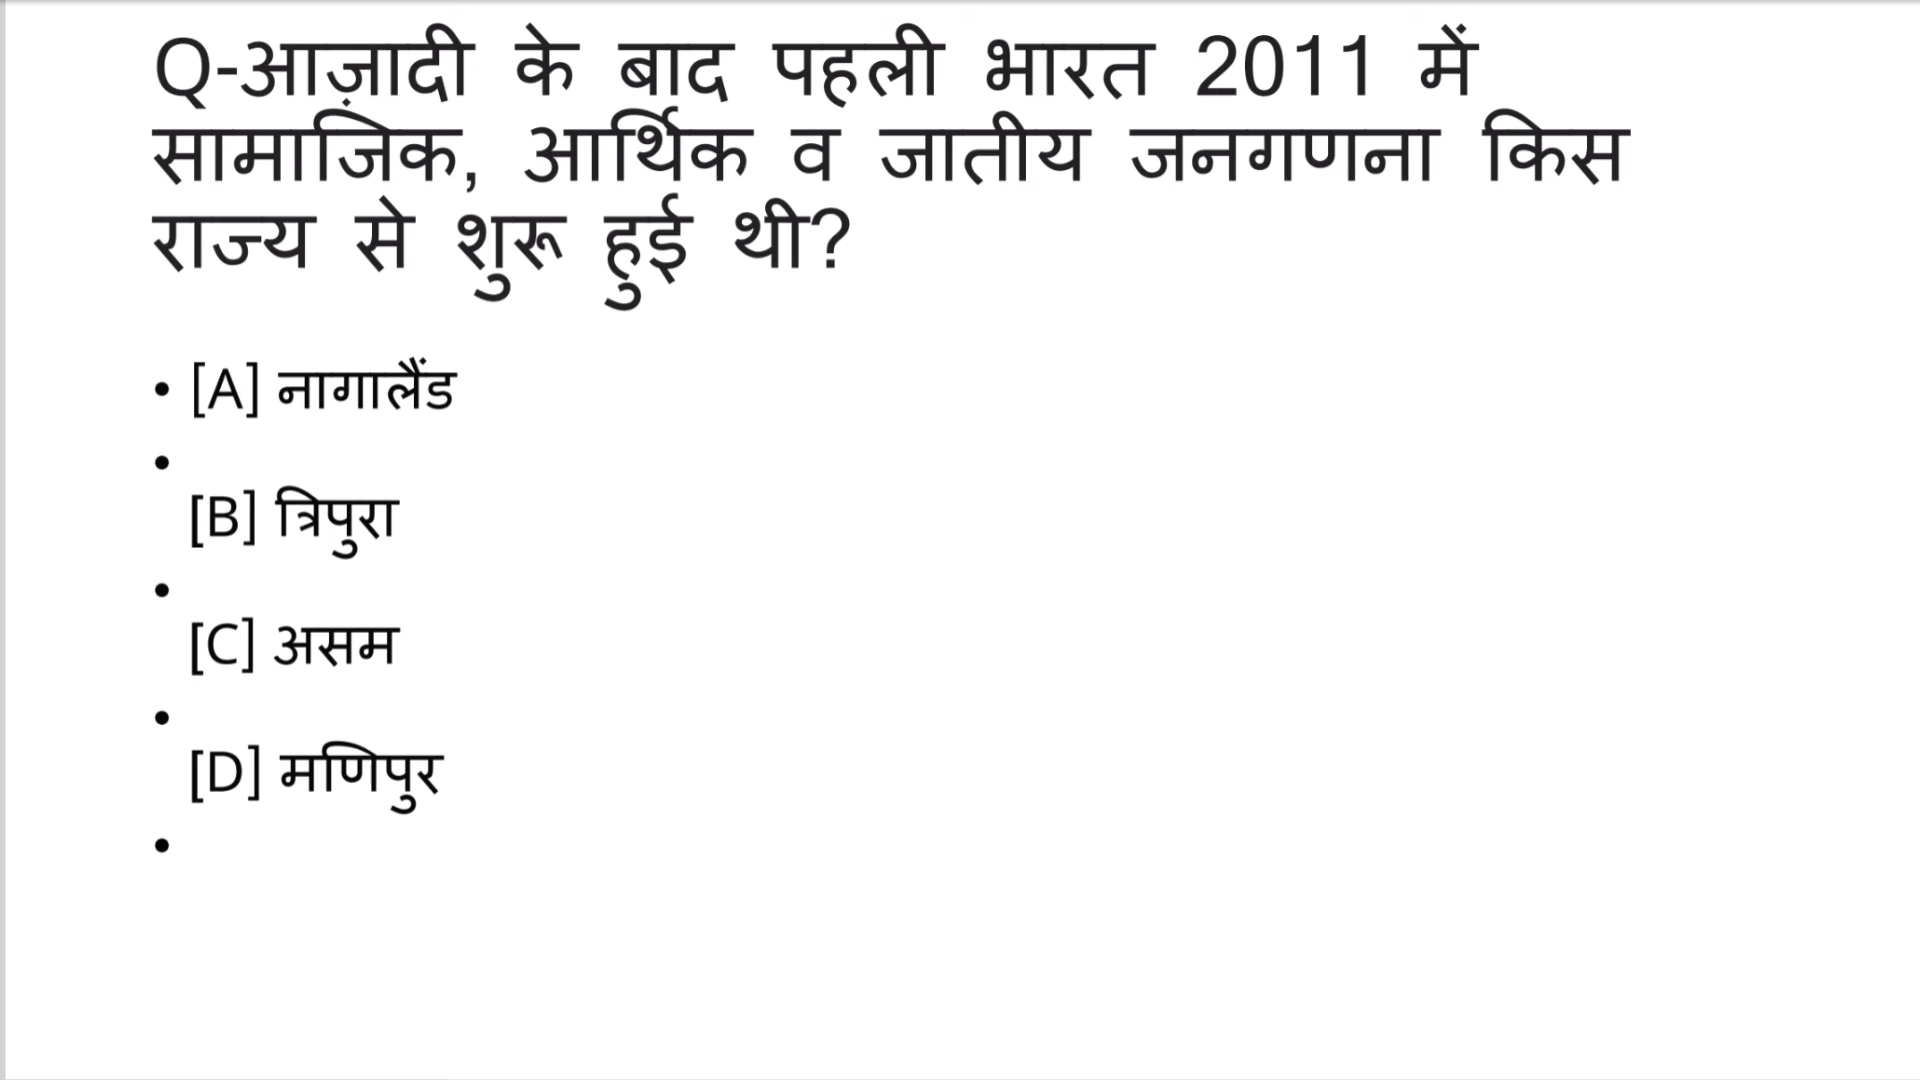 Q-आज़ादी के बाद पहली भारत 2011 में
सामाजिक, आर्थिक व जातीय जनगणना किस
राज्य से शुरू हुई थी?
• [A] नागालैंड
•
[B] त्रिपुरा
•
[C] असम
•
[D] मणिपुर
•